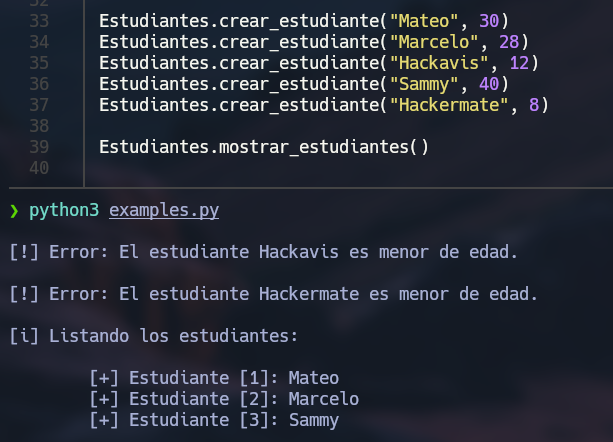 32
33 Estudiantes.crear_estudiante("Mateo", 30)
34 Estudiantes.crear_estudiante("Marcelo", 28)
35 Estudiantes.crear_estudiante("Hackavis", 12)
36 Estudiantes.crear_estudiante("Sammy", 40)
37 Estudiantes.crear_estudiante("Hackermate", 8)
38
39 Estudiantes.mostrar_estudiantes()
40
❯ python3 examples.py
[!] Error: El estudiante Hackavis es menor de edad.
[!] Error: El estudiante Hackermate es menor de edad.
[i] Listando los estudiantes:
[+] Estudiante [1]: Mateo
[+] Estudiante [2]: Marcelo
[+] Estudiante [3]: Sammy